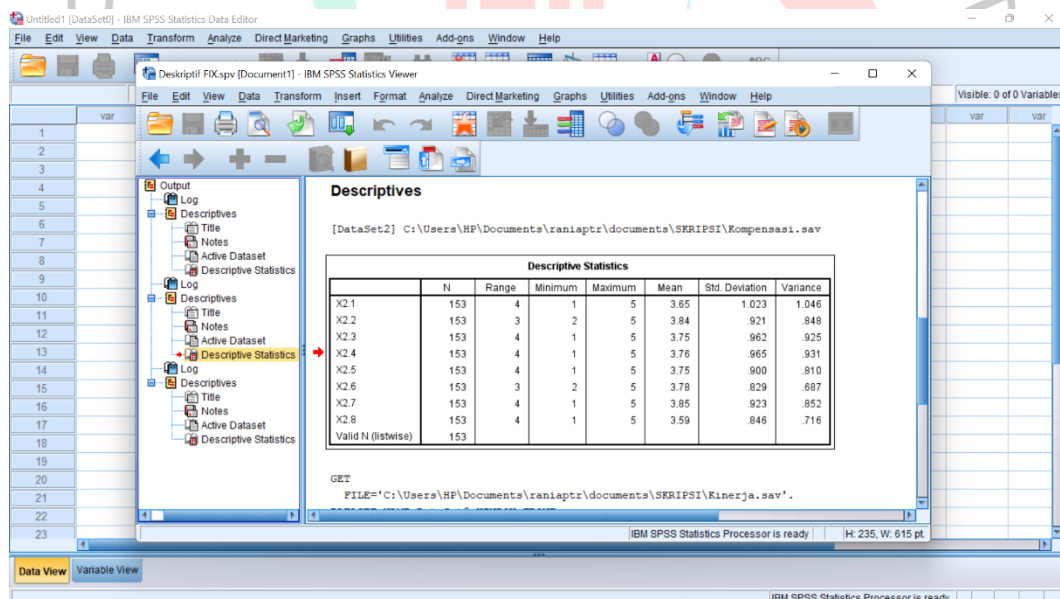 Untitled1 [DataSet0] - IBM SPSS Statistics Data Editor
File Edit View Data Transform Analyze Direct Marketing Graphs Utilities Add-ons Window Help
Deskriptif FIX.spv [Document1] - IBM SPSS Statistics Viewer
File Edit View Data Transform Insert Format Analyze Direct Marketing Graphs Utilities Add-ons Window Help
Visible: 0 of 0 Variables
var var var
1
2
3
4
5
6
7
8
9
10
11
12
13
14
15
16
17
18
19
20
21
22
23
Output
Log
Descriptives
Title
Notes
Active Dataset
Descriptive Statistics
Log
Descriptives
Title
Notes
Active Dataset
Descriptive Statistics
Log
Descriptives
Title
Notes
Active Dataset
Descriptive Statistics
Descriptives
[DataSet2] C:\Users\HP\Documents\raniaptr\documents\SKRIPSI\Kompensasi.sav
Descriptive Statistics
N Range Minimum Maximum Mean Std. Deviation Variance
X2.1 153 4 1 5 3.65 1.023 1.046
X2.2 153 3 2 5 3.84 .921 .848
X2.3 153 4 1 5 3.75 .962 .925
X2.4 153 4 1 5 3.76 .965 .931
X2.5 153 4 1 5 3.75 .900 .810
X2.6 153 3 2 5 3.78 .829 .687
X2.7 153 4 1 5 3.85 .923 .852
X2.8 153 4 1 5 3.59 .846 .716
Valid N (listwise) 153
GET
FILE='C:\Users\HP\Documents\raniaptr\documents\SKRIPSI\Kinerja.sav'.
IBM SPSS Statistics Processor is ready H: 235, W: 615 pt.
Data View Variable View
IBM SPSS Statistics Processor is ready